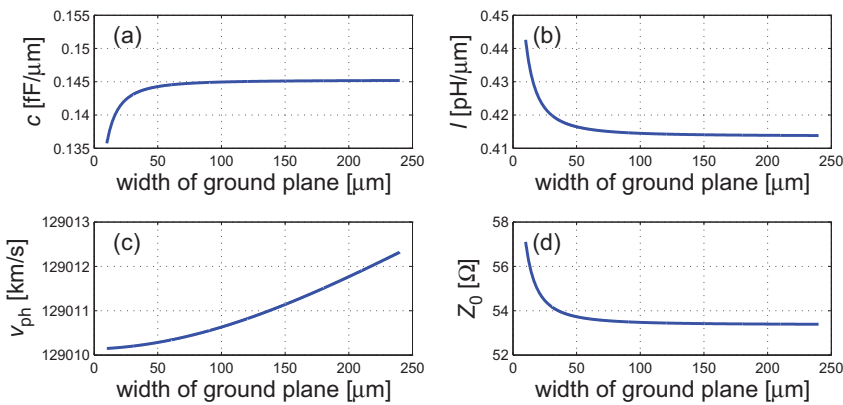 (a)
c [fF/μm]
0.155
0.15
0.145
0.14
0.135
0 50 100 150 200 250
width of ground plane [μm]
(b)
l [pH/μm]
0.45
0.44
0.43
0.42
0.41
0 50 100 150 200 250
width of ground plane [μm]
(c)
vph [km/s]
129013
129012
129011
129010
0 50 100 150 200 250
width of ground plane [μm]
(d)
Z0 [Ω]
58
56
54
52
0 50 100 150 200 250
width of ground plane [μm]